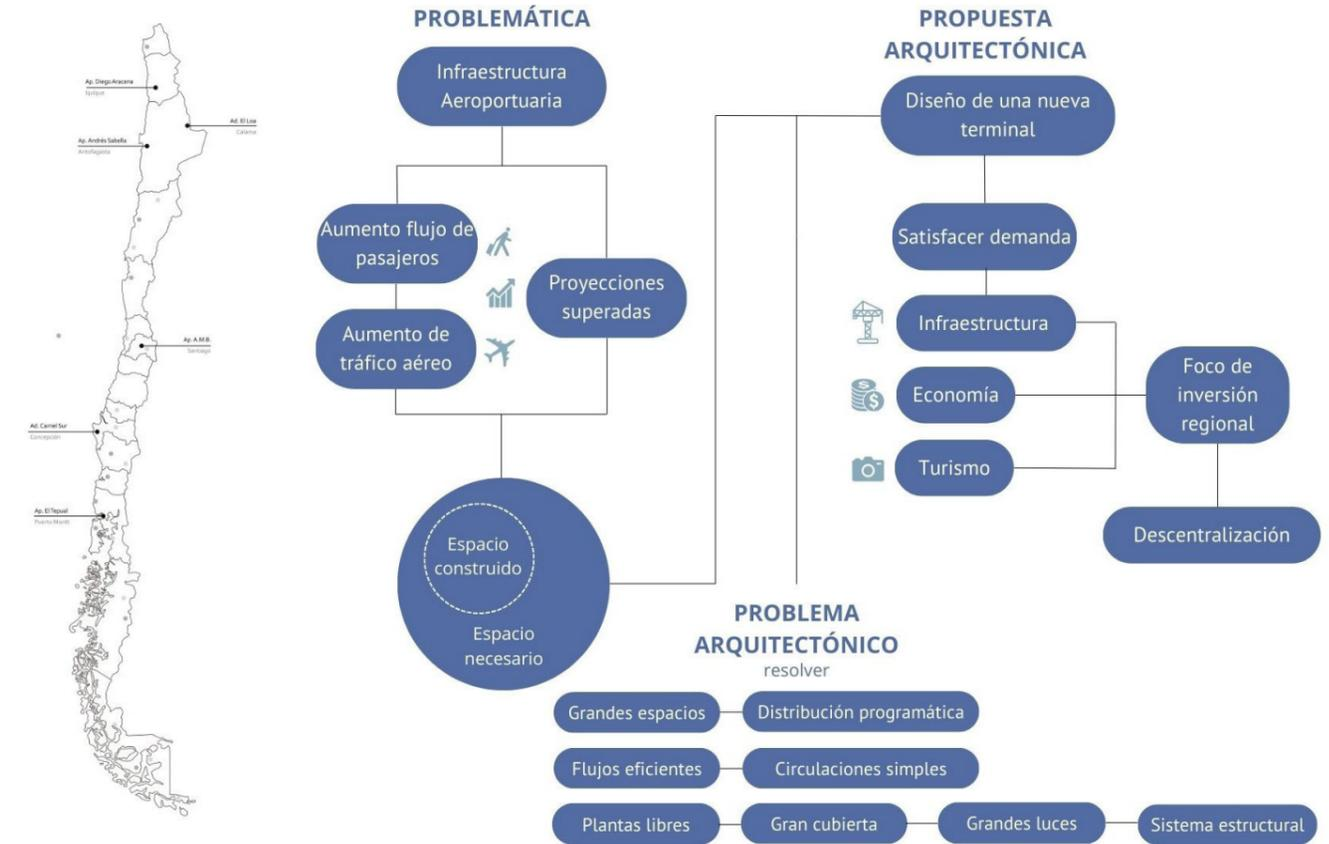 Ap. Diego Aracena
Iquique
Ad. El Loa
Calama
Ap. Andrés Sabella
Antofagasta
Ap. A.M.B.
Santiago
Ad. Carriel Sur
Concepción
Ap. El Tepual
Puerto Montt
PROBLEMÁTICA
Infraestructura
Aeroportuaria
Aumento flujo de
pasajeros
Aumento de
tráfico aéreo
Proyecciones
superadas
Espacio
construido
Espacio
necesario
PROPUESTA
ARQUITECTÓNICA
Diseño de una nueva
terminal
Satisfacer demanda
Infraestructura
Economía
Turismo
Foco de
inversión
regional
Descentralización
PROBLEMA
ARQUITECTÓNICO
resolver
Grandes espacios
Distribución programática
Flujos eficientes
Circulaciones simples
Plantas libres
Gran cubierta
Grandes luces
Sistema estructural